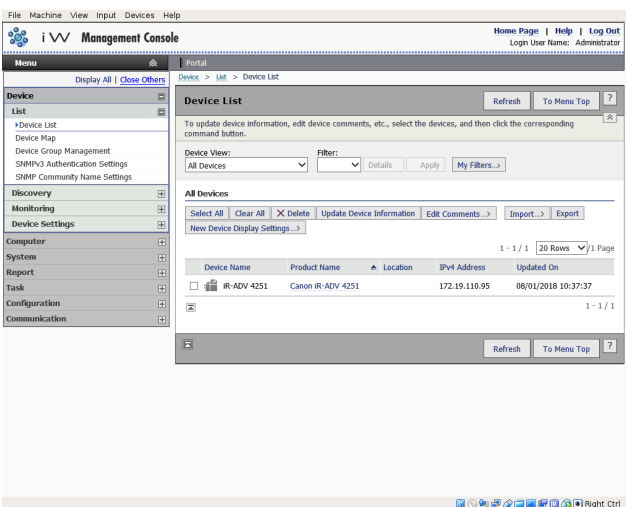 File Machine View Input Devices Help
iW Management Console
Home Page | Help | Log Out
Login User Name: Administrator
Menu
Portal
Display All | Close Others
Device > List > Device List
Device
List
Device List
Device Map
Device Group Management
SNMPv3 Authentication Settings
SNMP Community Name Settings
Discovery
Monitoring
Device Settings
Computer
System
Report
Task
Configuration
Communication
Device List
Refresh To Menu Top ?
To update device information, edit device comments, etc., select the devices, and then click the corresponding
command button.
Device View: Filter:
All Devices Details Apply My Filters...>
All Devices
Select All Clear All Delete Update Device Information Edit Comments...> Import...> Export
New Device Display Settings...>
1 - 1 / 1 20 Rows /1 Page
Device Name Product Name Location IPv4 Address Updated On
iR-ADV 4251 Canon iR-ADV 4251 172.19.110.95 08/01/2018 10:37:37
1 - 1 / 1
Refresh To Menu Top ?
Right Ctrl